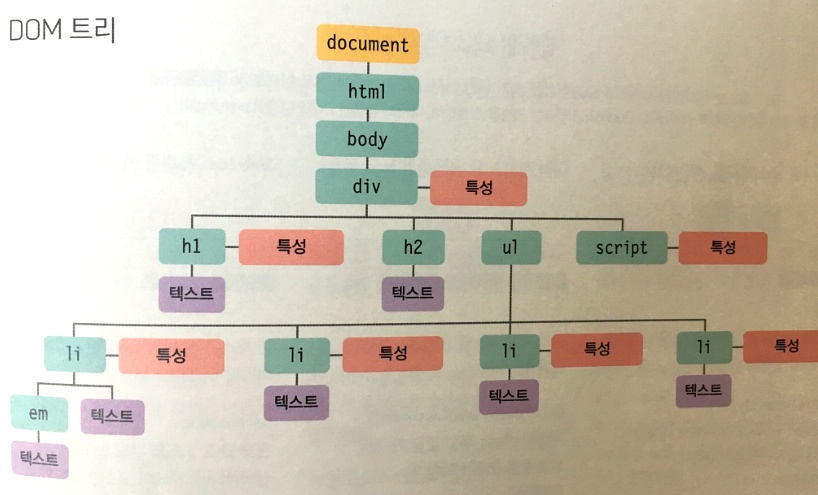 DOM 트리
document
html
body
div 특성
h1 특성 h2 ul script 특성
텍스트 텍스트
li 특성 li 특성 li 특성 li 특성
em 텍스트 텍스트 텍스트 텍스트
텍스트